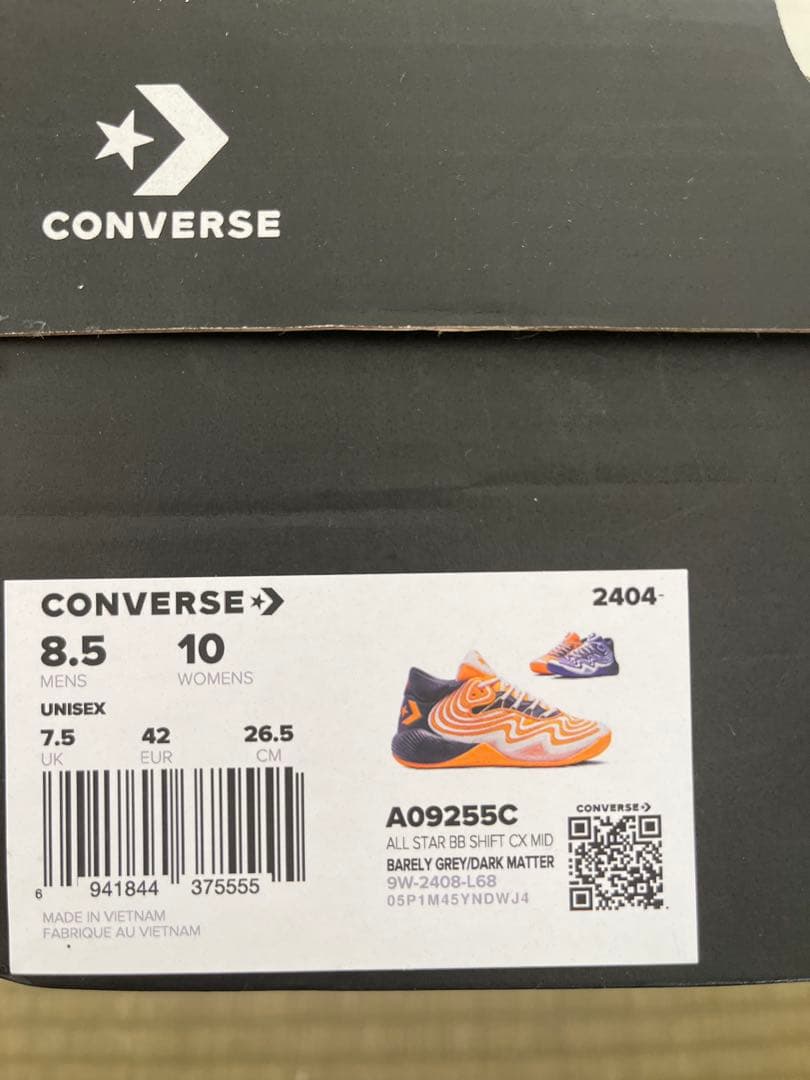 CONVERSE
CONVERSE
2404-
8.5 10
MENS WOMENS
UNISEX
7.5 42 26.5
UK EUR CM
6 941844 375555
MADE IN VIETNAM
FABRIQUE AU VIETNAM
A09255C
ALL STAR BB SHIFT CX MID
BARELY GREY/DARK MATTER
9W-2408-L68
05P1M45YNDWJ4
CONVERSE